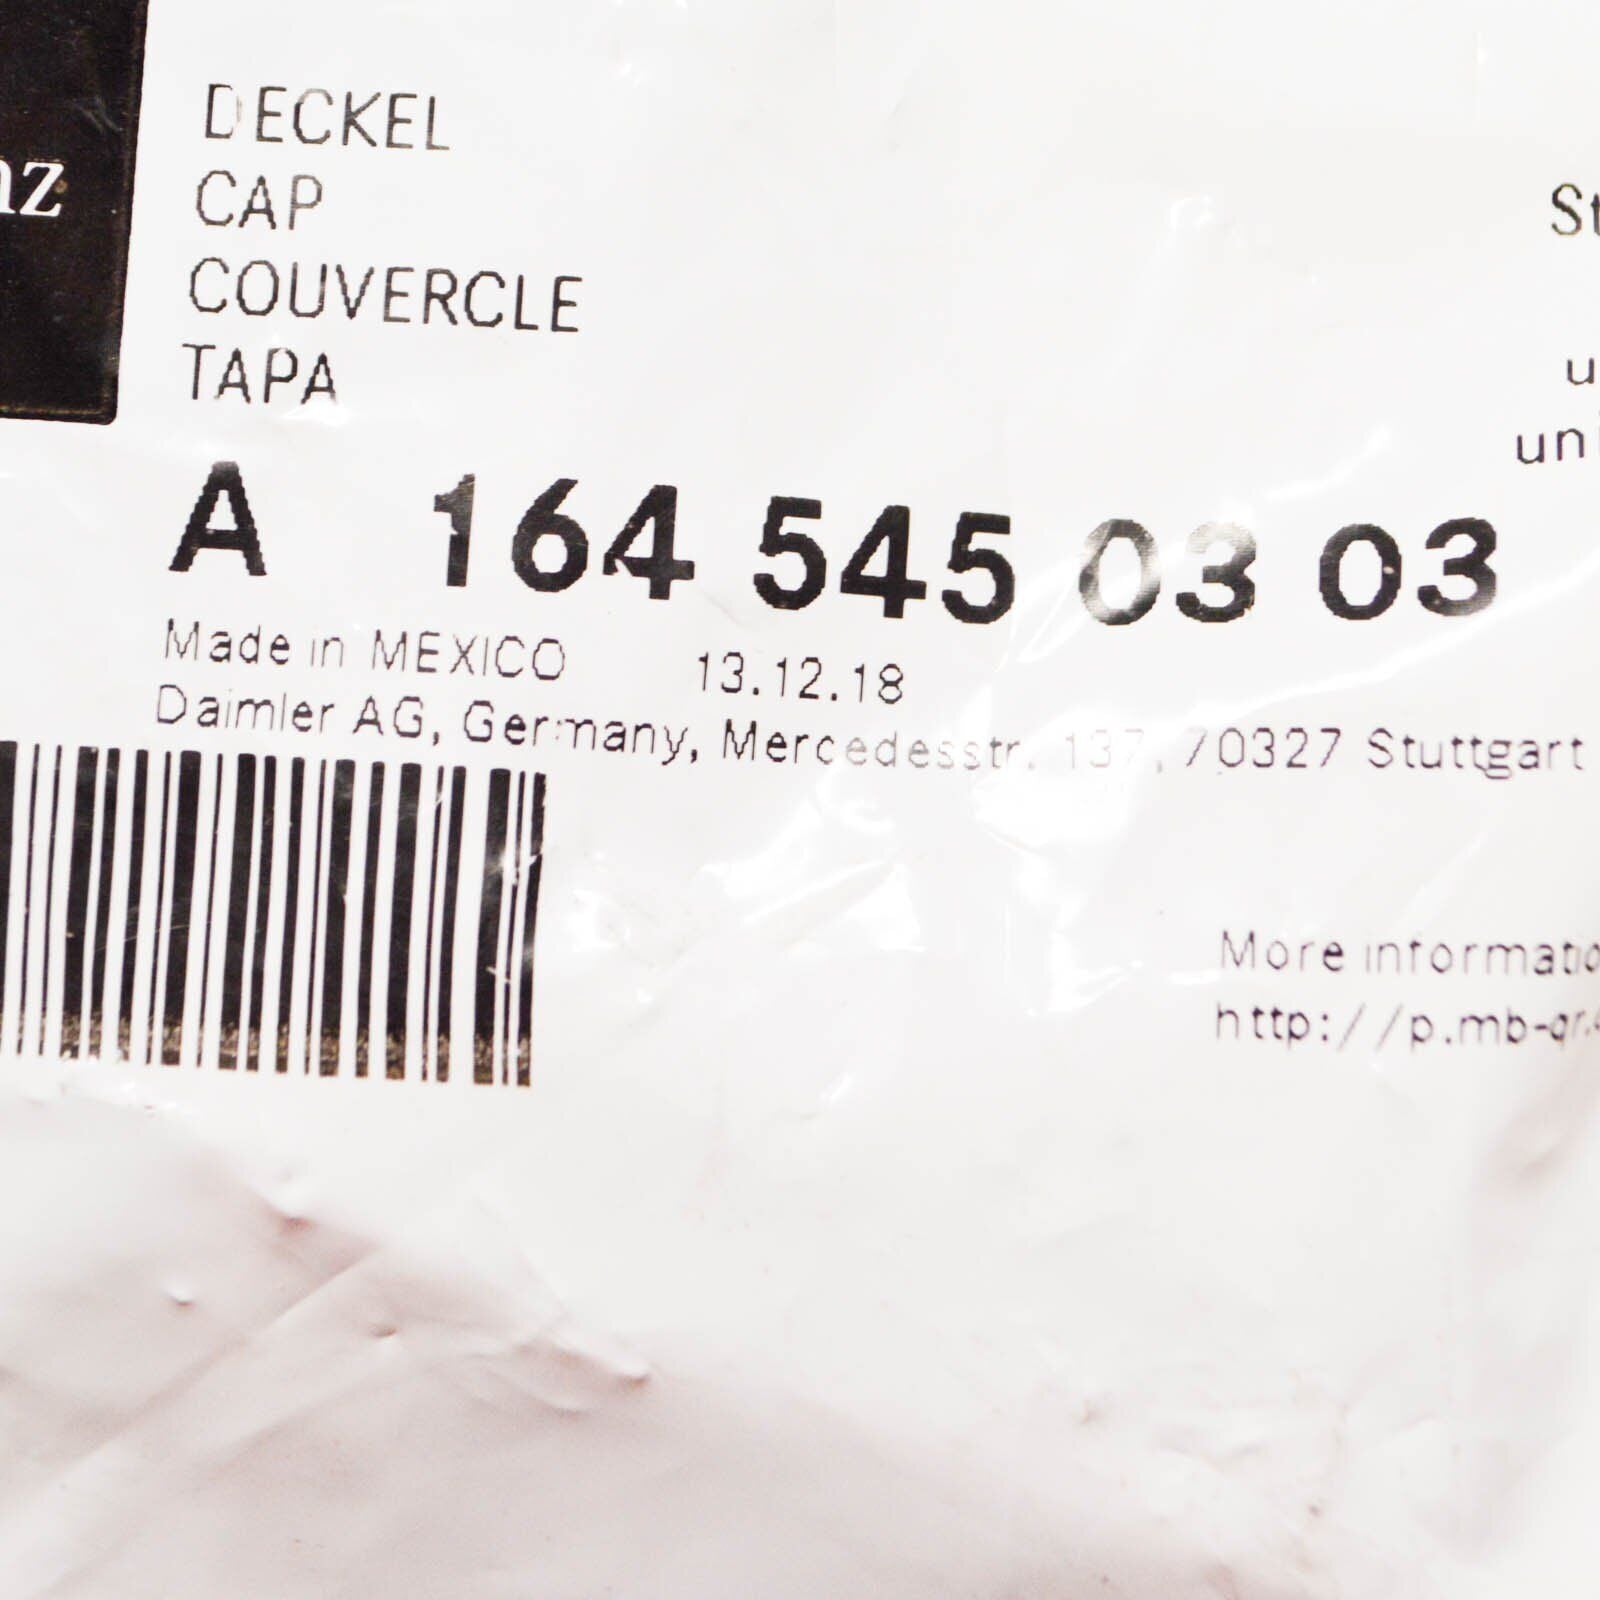 DECKEL
CAP
COUVERCLE
TAPA
A 164 545 03 03
Made in MEXICO 13.12.18
Daimler AG, Germany, Mercedesstr. 137, 70327 Stuttgart
More informatio
http://p.mb-qr.